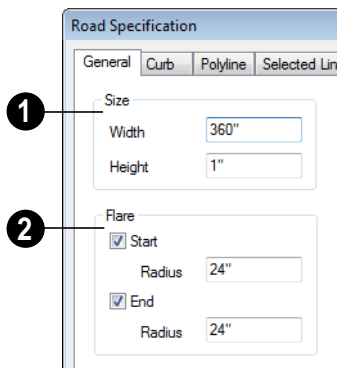 Road Specification
General Curb Polyline Selected Lin
1 Size
Width 360"
Height 1"
2 Flare
Start
Radius 24"
End
Radius 24"